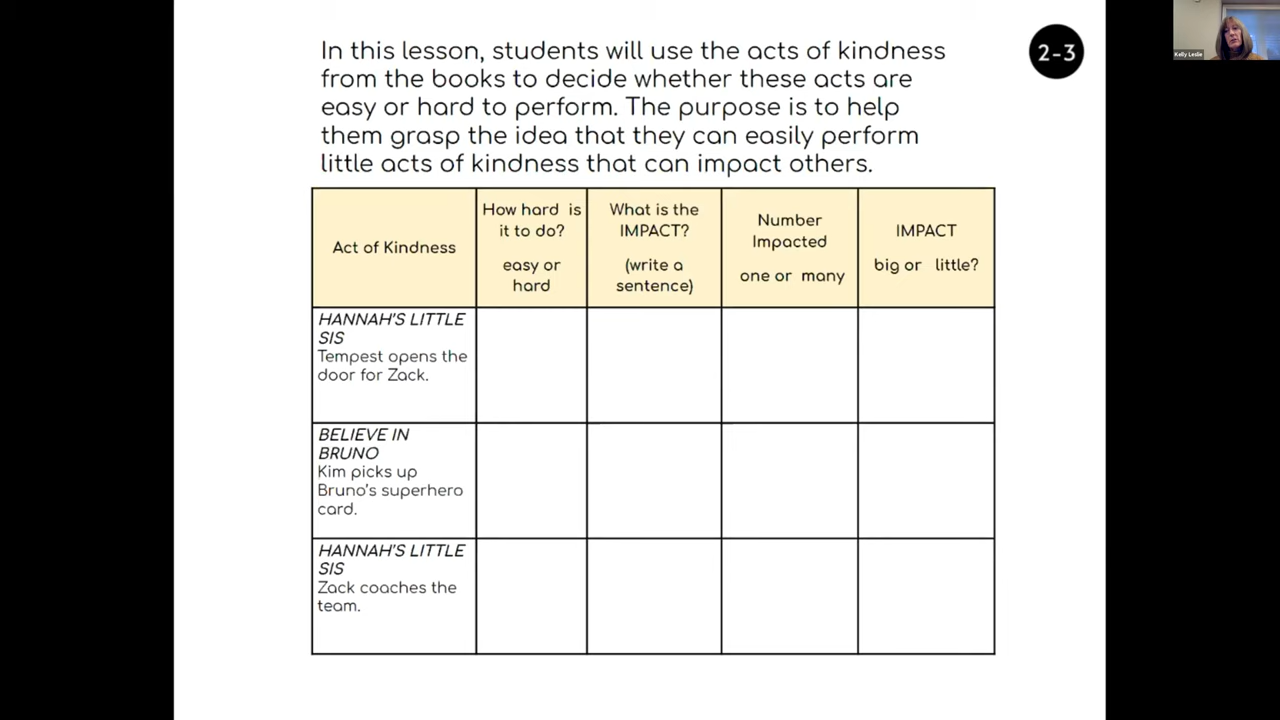 In this lesson, students will use the acts of kindness
from the books to decide whether these acts are
easy or hard to perform. The purpose is to help
them grasp the idea that they can easily perform
little acts of kindness that can impact others.
2-3
Kelly Leslie
Act of Kindness
How hard is
it to do?
easy or
hard
What is the
IMPACT?
(write a
sentence)
Number
Impacted
one or many
IMPACT
big or little?
HANNAH'S LITTLE
SIS
Tempest opens the
door for Zack.
BELIEVE IN
BRUNO
Kim picks up
Bruno's superhero
card.
HANNAH'S LITTLE
SIS
Zack coaches the
team.